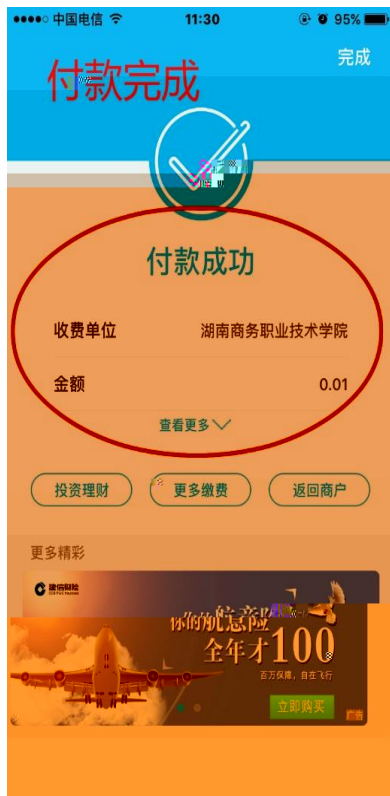 中国电信 11:30 95%
完成
付款完成
付款成功
收费单位 湖南商务职业技术学院
金额 0.01
查看更多
投资理财 更多缴费 返回商户
更多精彩
建信保险
你的航意险
全年才100
百万保障，自在飞行
立即购买
广告